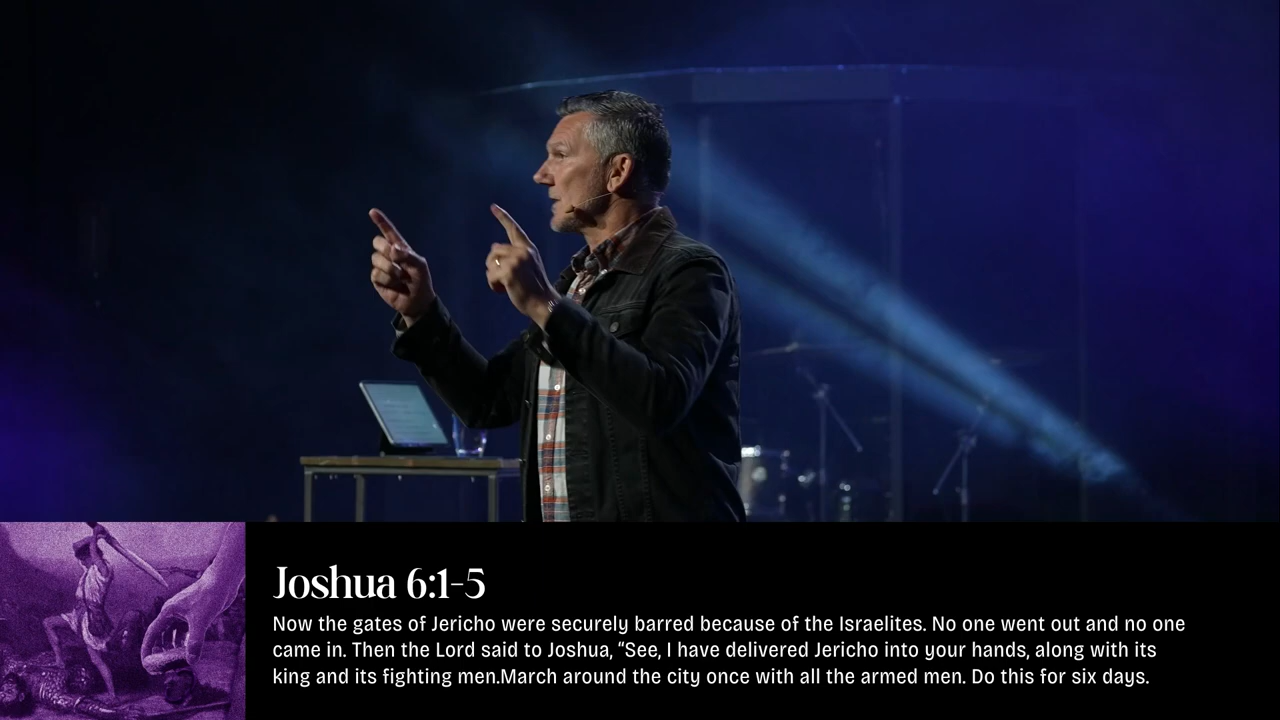 Joshua 6:1-5
Now the gates of Jericho were securely barred because of the Israelites. No one went out and no one
came in. Then the Lord said to Joshua, “See, I have delivered Jericho into your hands, along with its
king and its fighting men.March around the city once with all the armed men. Do this for six days.